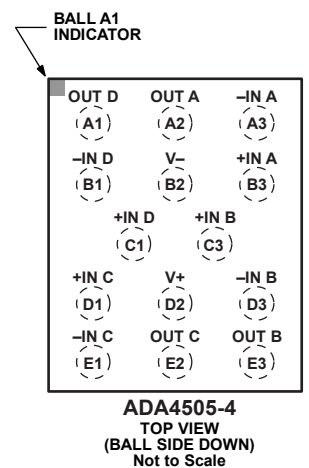 BALL A1
INDICATOR
OUT D OUT A –IN A
A1 A2 A3
–IN D V– +IN A
B1 B2 B3
+IN D +IN B
C1 C3
+IN C V+ –IN B
D1 D2 D3
–IN C OUT C OUT B
E1 E2 E3
ADA4505-4
TOP VIEW
(BALL SIDE DOWN)
Not to Scale